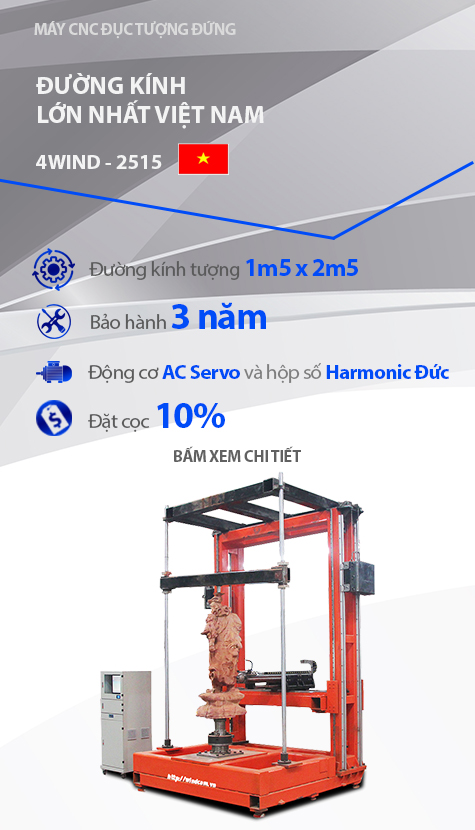 MÁY CNC ĐỤC TƯỢNG ĐỨNG
ĐƯỜNG KÍNH
LỚN NHẤT VIỆT NAM
4WIND - 2515
Đường kính tượng 1m5 x 2m5
Bảo hành 3 năm
Động cơ AC Servo và hộp số Harmonic Đức
Đặt cọc 10%
BẤM XEM CHI TIẾT